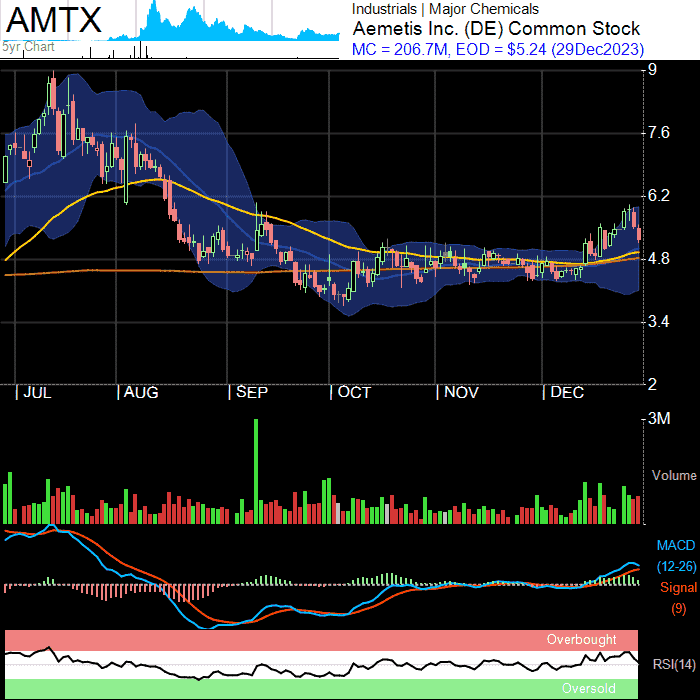 AMTX
5yr Chart
Industrials | Major Chemicals
Aemetis Inc. (DE) Common Stock
MC = 206.7M, EOD = $5.24 (29Dec2023)
9
7.6
6.2
4.8
3.4
2
| JUL | AUG | SEP | OCT | NOV | DEC
3M
Volume
MACD
(12-26)
Signal
(9)
Overbought
RSI(14)
Oversold